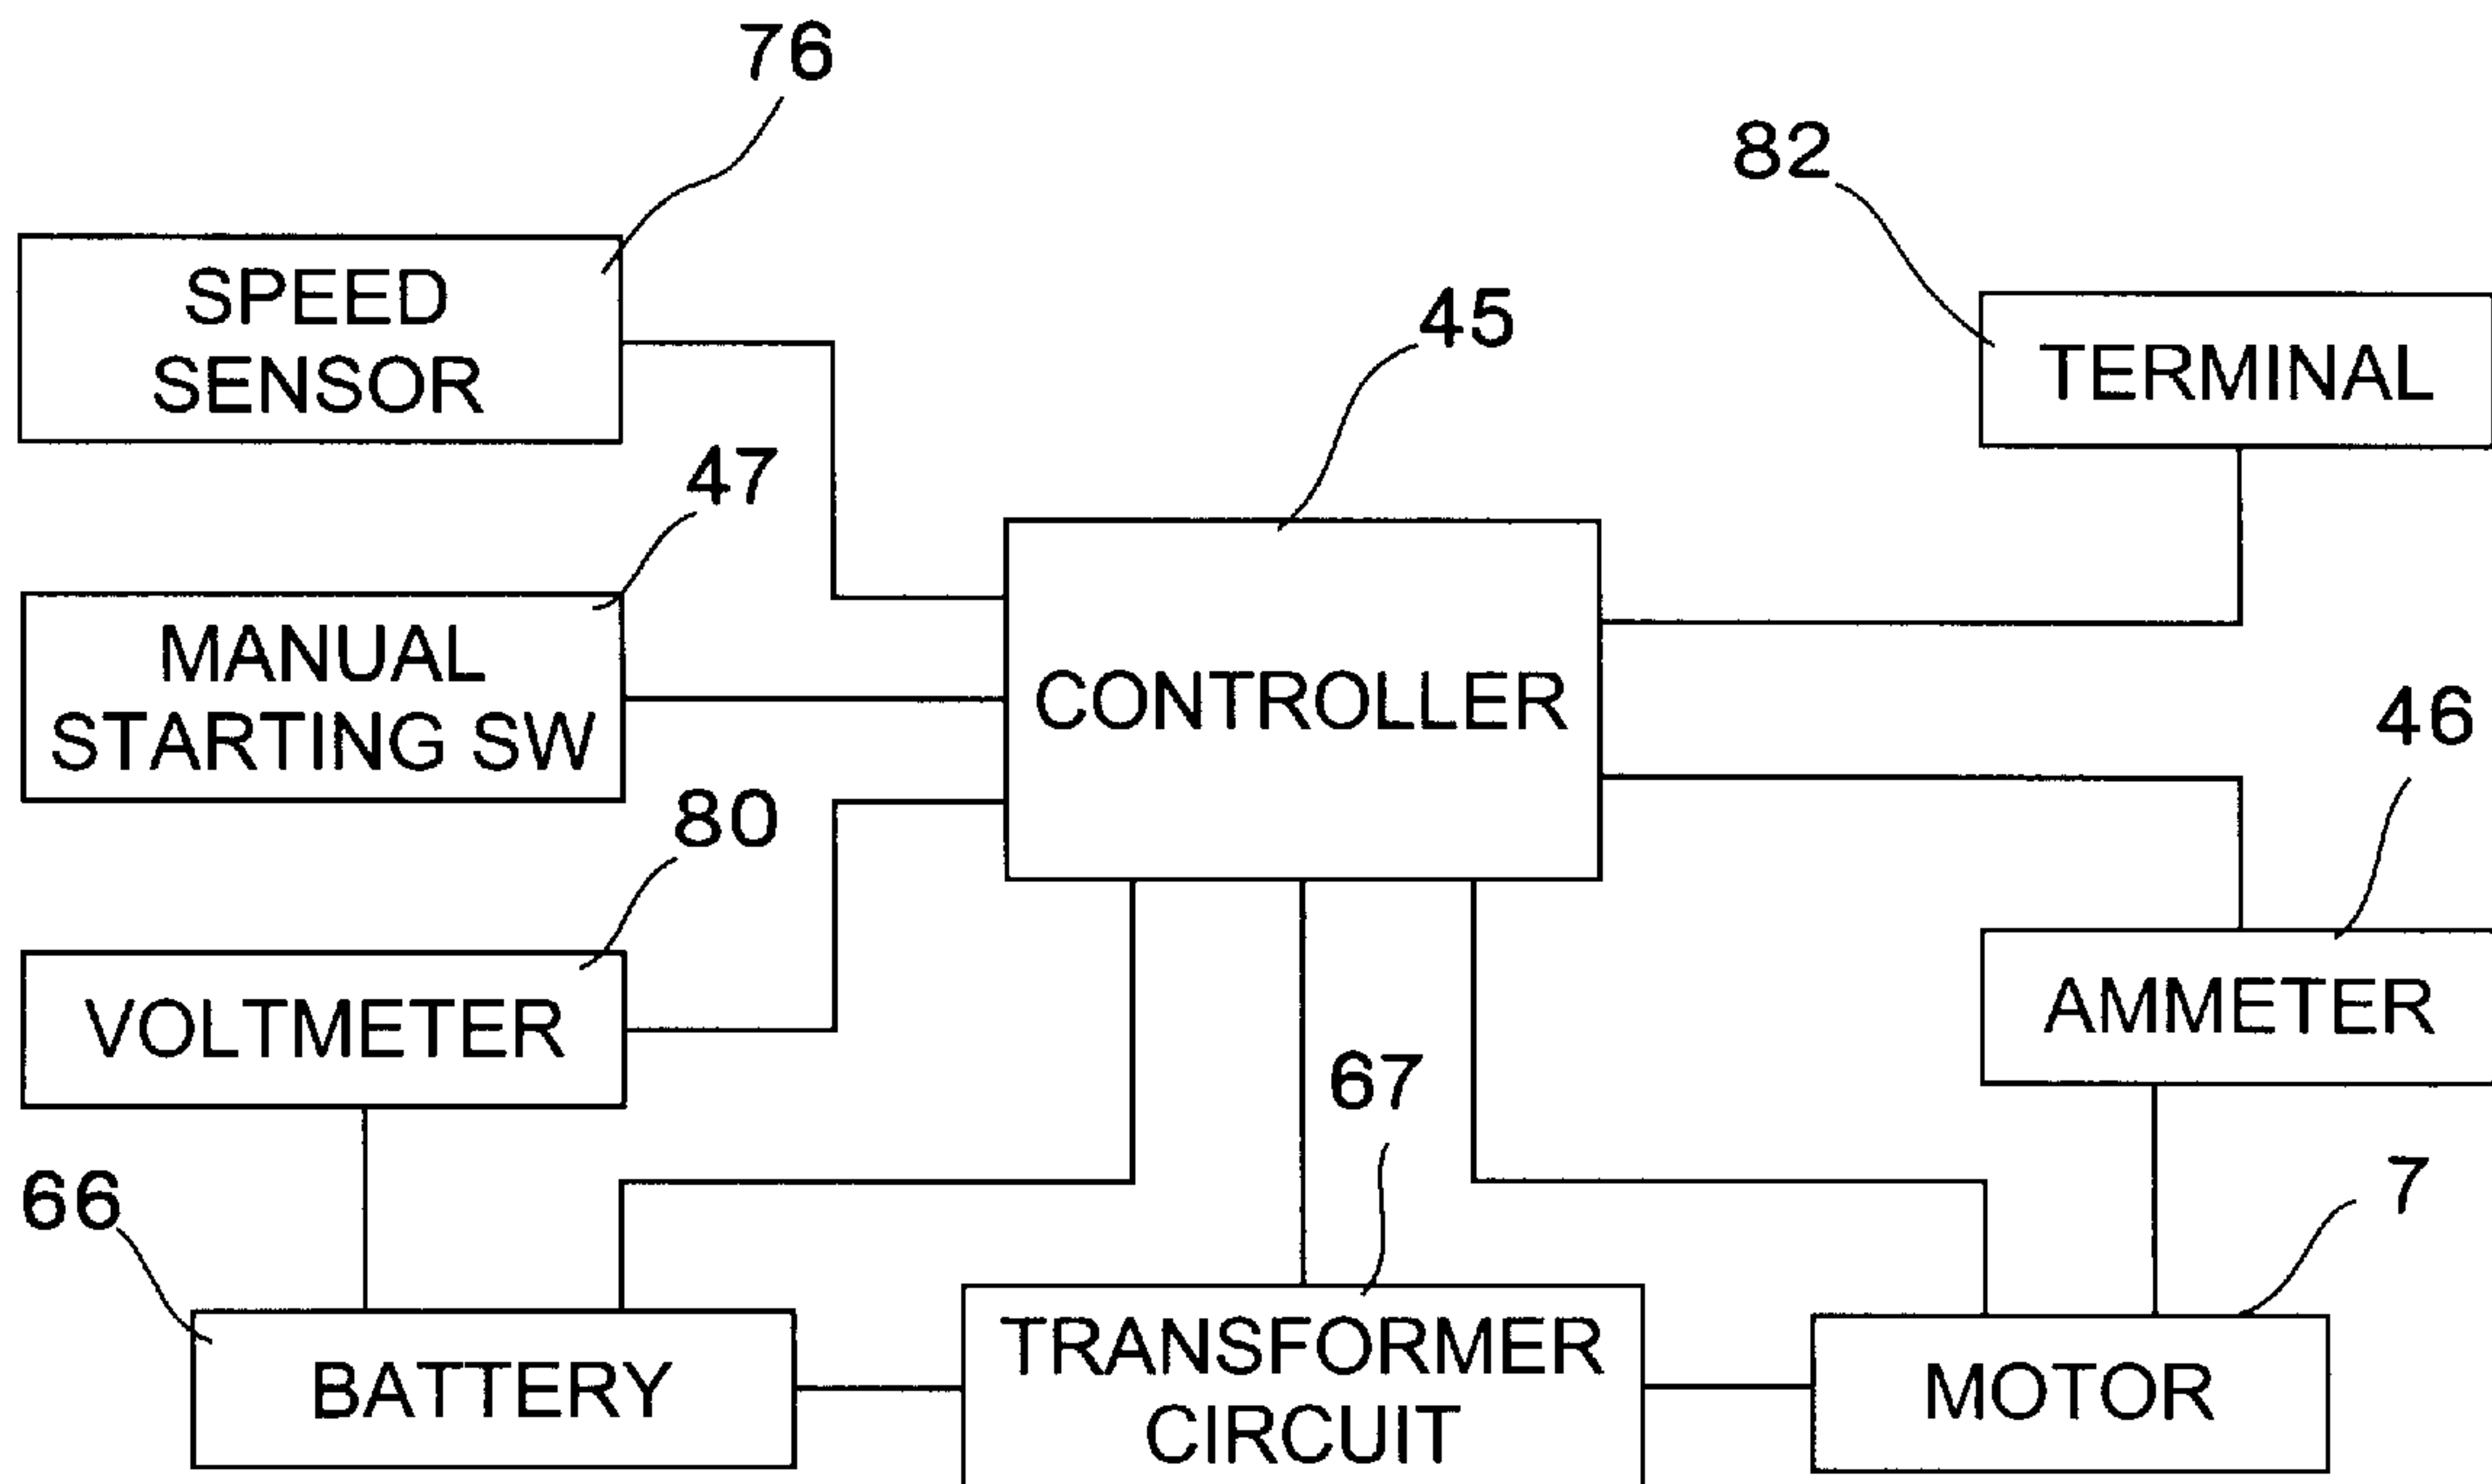 76
82
SPEED
SENSOR
45
TERMINAL
47
MANUAL
STARTING SW
CONTROLLER
46
80
VOLTMETER
AMMETER
67
66
7
BATTERY
TRANSFORMER
CIRCUIT
MOTOR